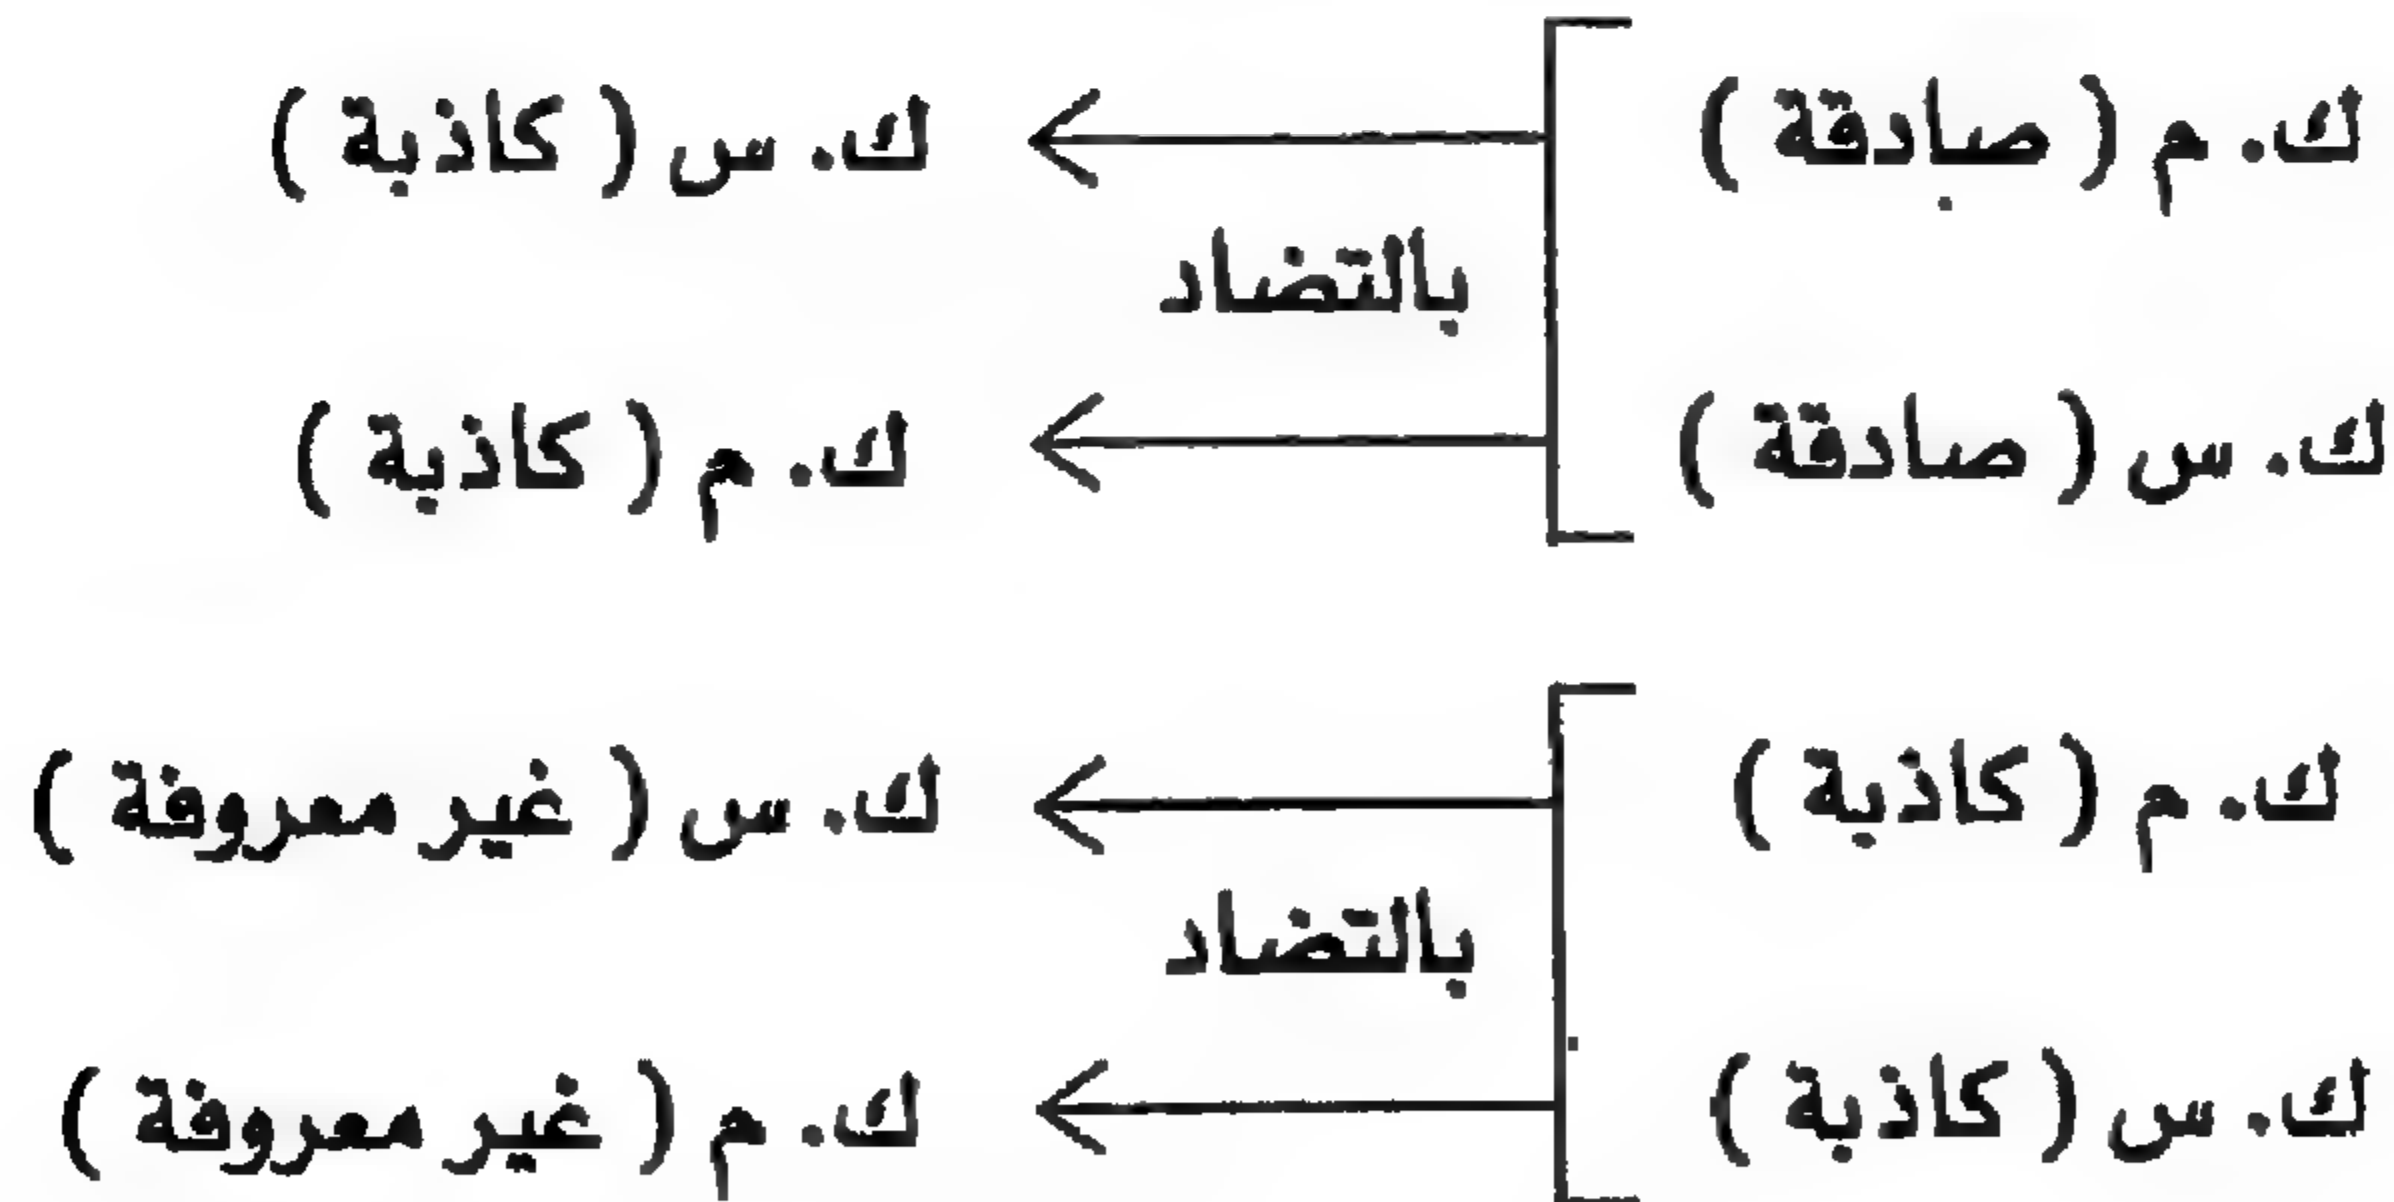 ك. م ( صادقة ) ك. س ( كاذبة )
بالتضاد
ك. س ( صادقة ) ك. م ( كاذبة )
ك. م ( كاذبة ) ك. س ( غير معروفة )
بالتضاد
ك. س ( كاذبة ) ك. م ( غير معروفة )